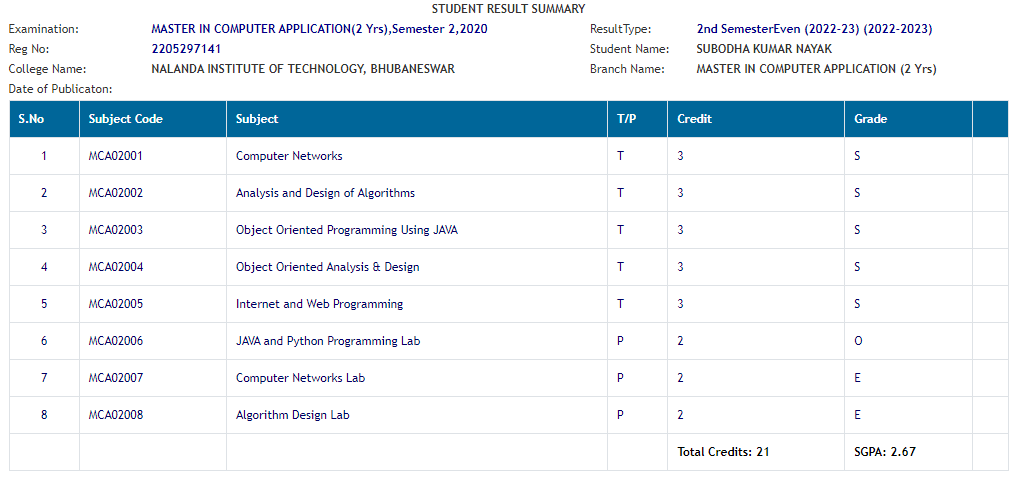 STUDENT RESULT SUMMARY
Examination: MASTER IN COMPUTER APPLICATION(2 Yrs),Semester 2,2020 ResultType: 2nd SemesterEven (2022-23) (2022-2023)
Reg No: 2205297141 Student Name: SUBODHA KUMAR NAYAK
College Name: NALANDA INSTITUTE OF TECHNOLOGY, BHUBANESWAR Branch Name: MASTER IN COMPUTER APPLICATION (2 Yrs)
Date of Publicaton:
S.No Subject Code Subject T/P Credit Grade
1 MCA02001 Computer Networks T 3 S
2 MCA02002 Analysis and Design of Algorithms T 3 S
3 MCA02003 Object Oriented Programming Using JAVA T 3 S
4 MCA02004 Object Oriented Analysis & Design T 3 S
5 MCA02005 Internet and Web Programming T 3 S
6 MCA02006 JAVA and Python Programming Lab P 2 O
7 MCA02007 Computer Networks Lab P 2 E
8 MCA02008 Algorithm Design Lab P 2 E
Total Credits: 21 SGPA: 2.67